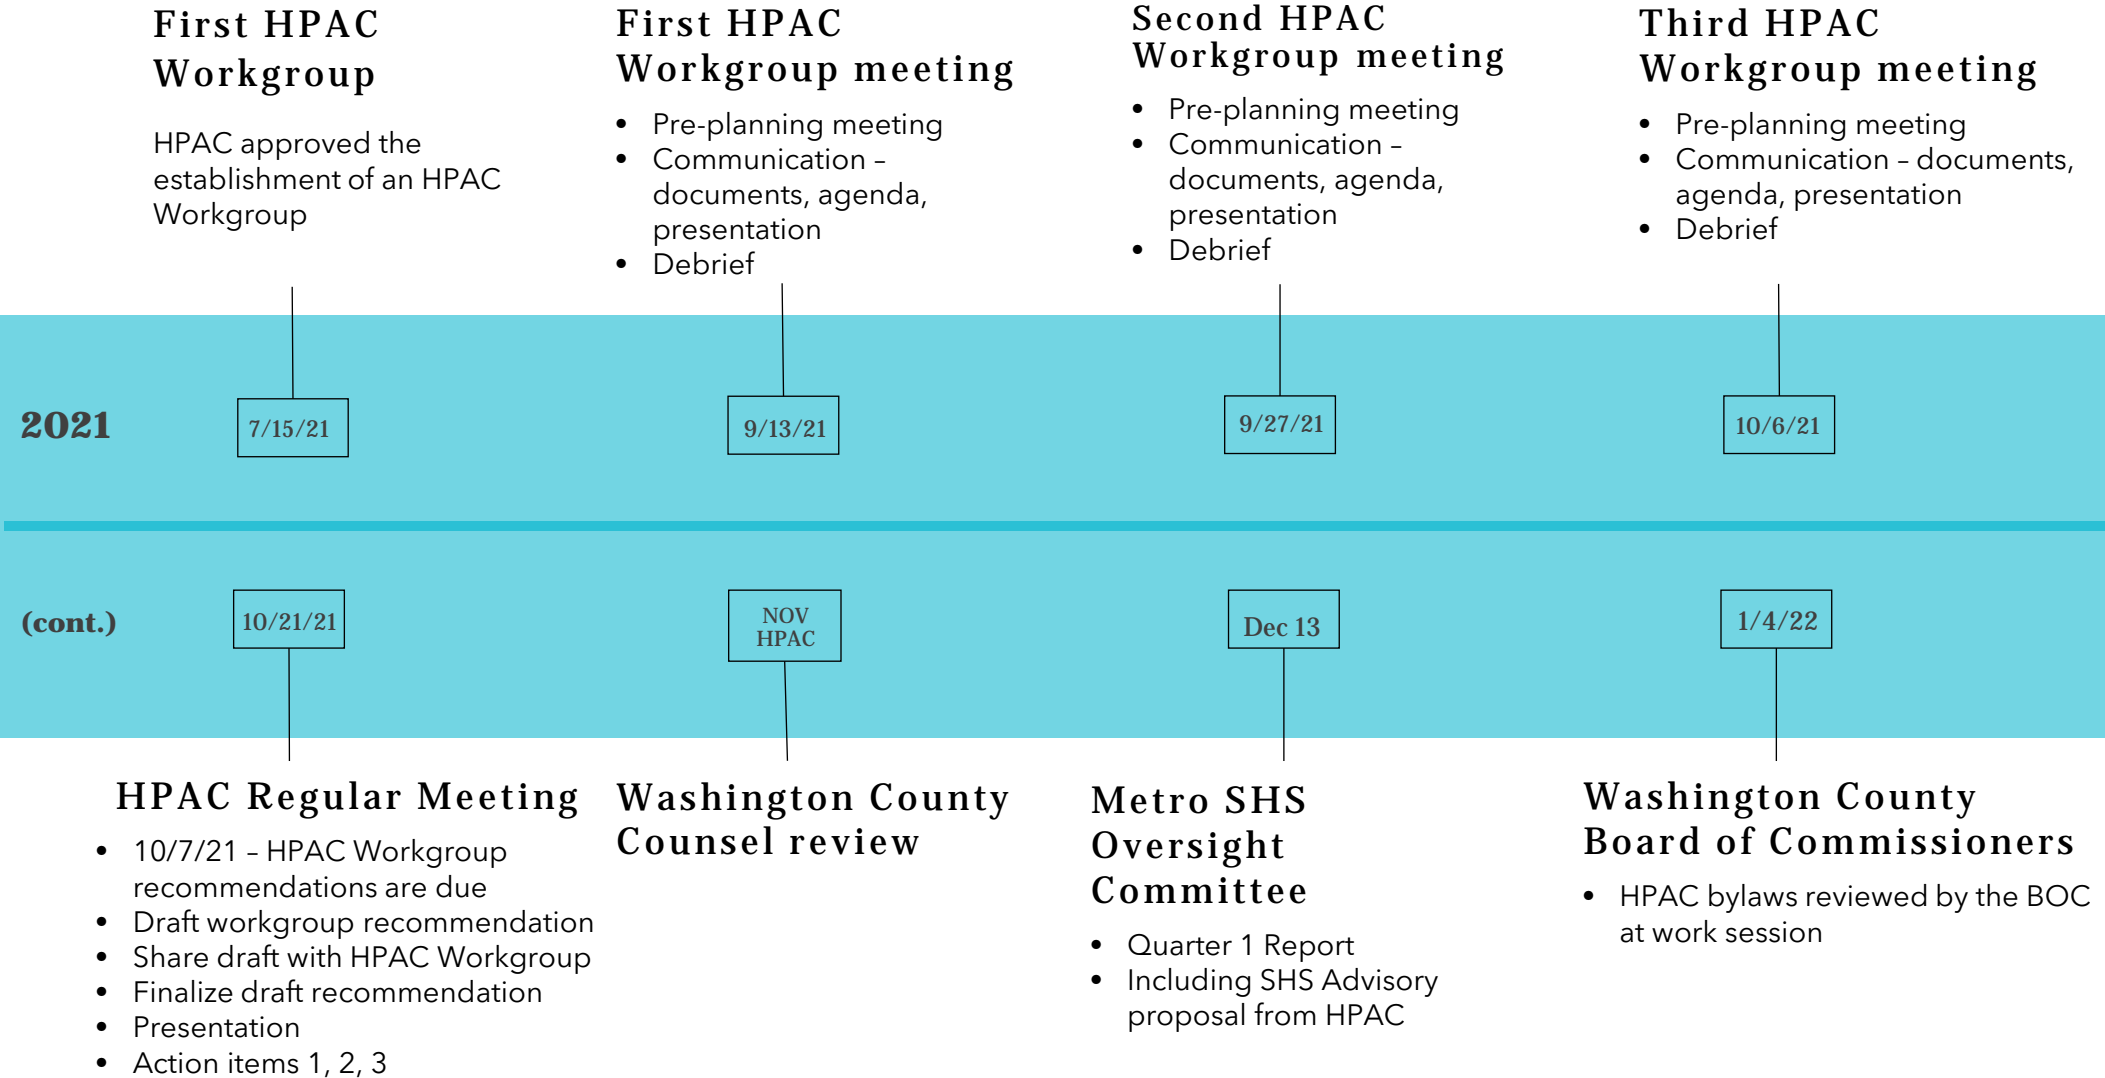 First HPAC
Workgroup
HPAC approved the
establishment of an HPAC
Workgroup
First HPAC
Workgroup meeting
• Pre-planning meeting
• Communication –
documents, agenda,
presentation
• Debrief
Second HPAC
Workgroup meeting
• Pre-planning meeting
• Communication –
documents, agenda,
presentation
• Debrief
Third HPAC
Workgroup meeting
• Pre-planning meeting
• Communication – documents,
agenda, presentation
• Debrief
2021
7/15/21
9/13/21
9/27/21
10/6/21
(cont.)
10/21/21
NOV
HPAC
Dec 13
1/4/22
HPAC Regular Meeting
• 10/7/21 – HPAC Workgroup
recommendations are due
• Draft workgroup recommendation
• Share draft with HPAC Workgroup
• Finalize draft recommendation
• Presentation
• Action items 1, 2, 3
Washington County
Counsel review
Metro SHS
Oversight
Committee
• Quarter 1 Report
• Including SHS Advisory
proposal from HPAC
Washington County
Board of Commissioners
• HPAC bylaws reviewed by the BOC
at work session